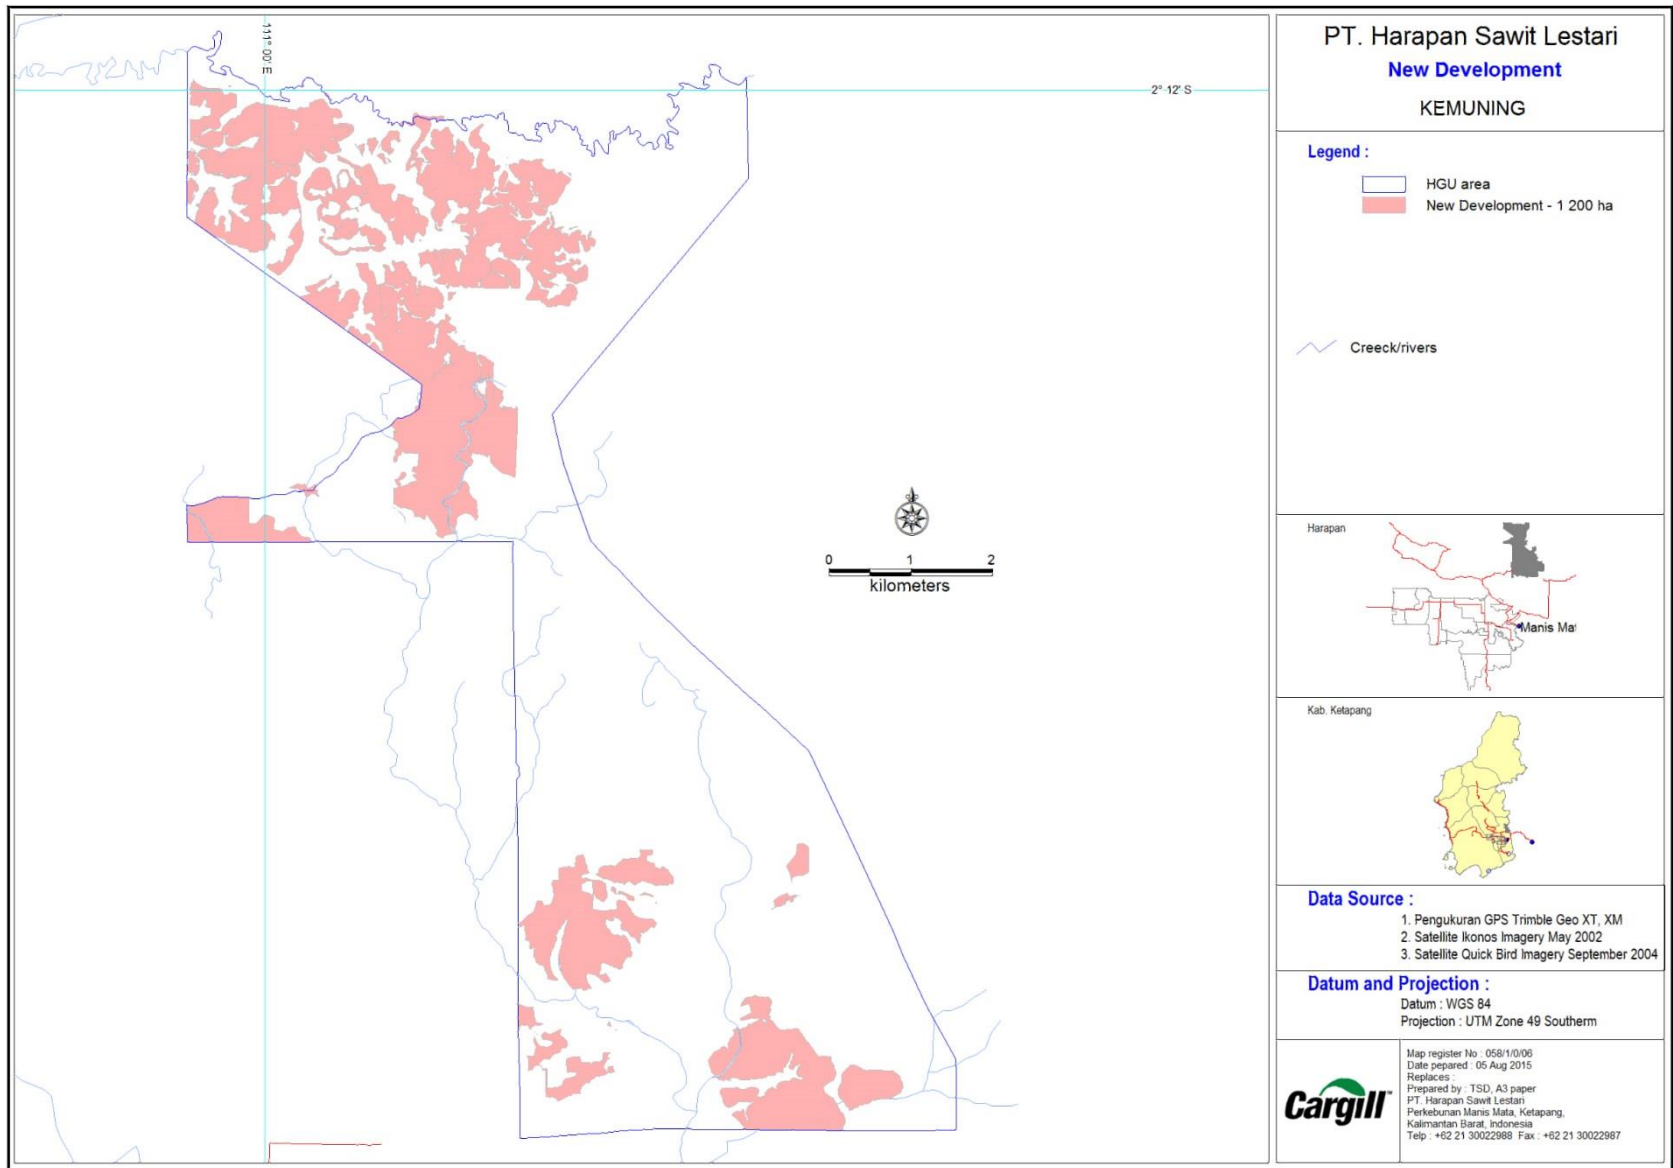 111° 00' E
2° 12' S
0 1 2
kilometers
PT. Harapan Sawit Lestari
New Development
KEMUNING
Legend :
HGU area
New Development - 1 200 ha
Creeck/rivers
Harapan
Manis Mat
Kab. Ketapang
Data Source :
1. Pengukuran GPS Trimble Geo XT, XM
2. Satellite Ikonos Imagery May 2002
3. Satellite Quick Bird Imagery September 2004
Datum and Projection :
Datum : WGS 84
Projection : UTM Zone 49 Southerm
Cargill™
Map register No : 058/1/0/06
Date pepared : 05 Aug 2015
Replaces :
Prepared by : TSD, A3 paper
PT. Harapan Sawit Lestari
Perkebunan Manis Mata, Ketapang,
Kalimantan Barat, Indonesia
Telp : +62 21 30022988 Fax : +62 21 30022987